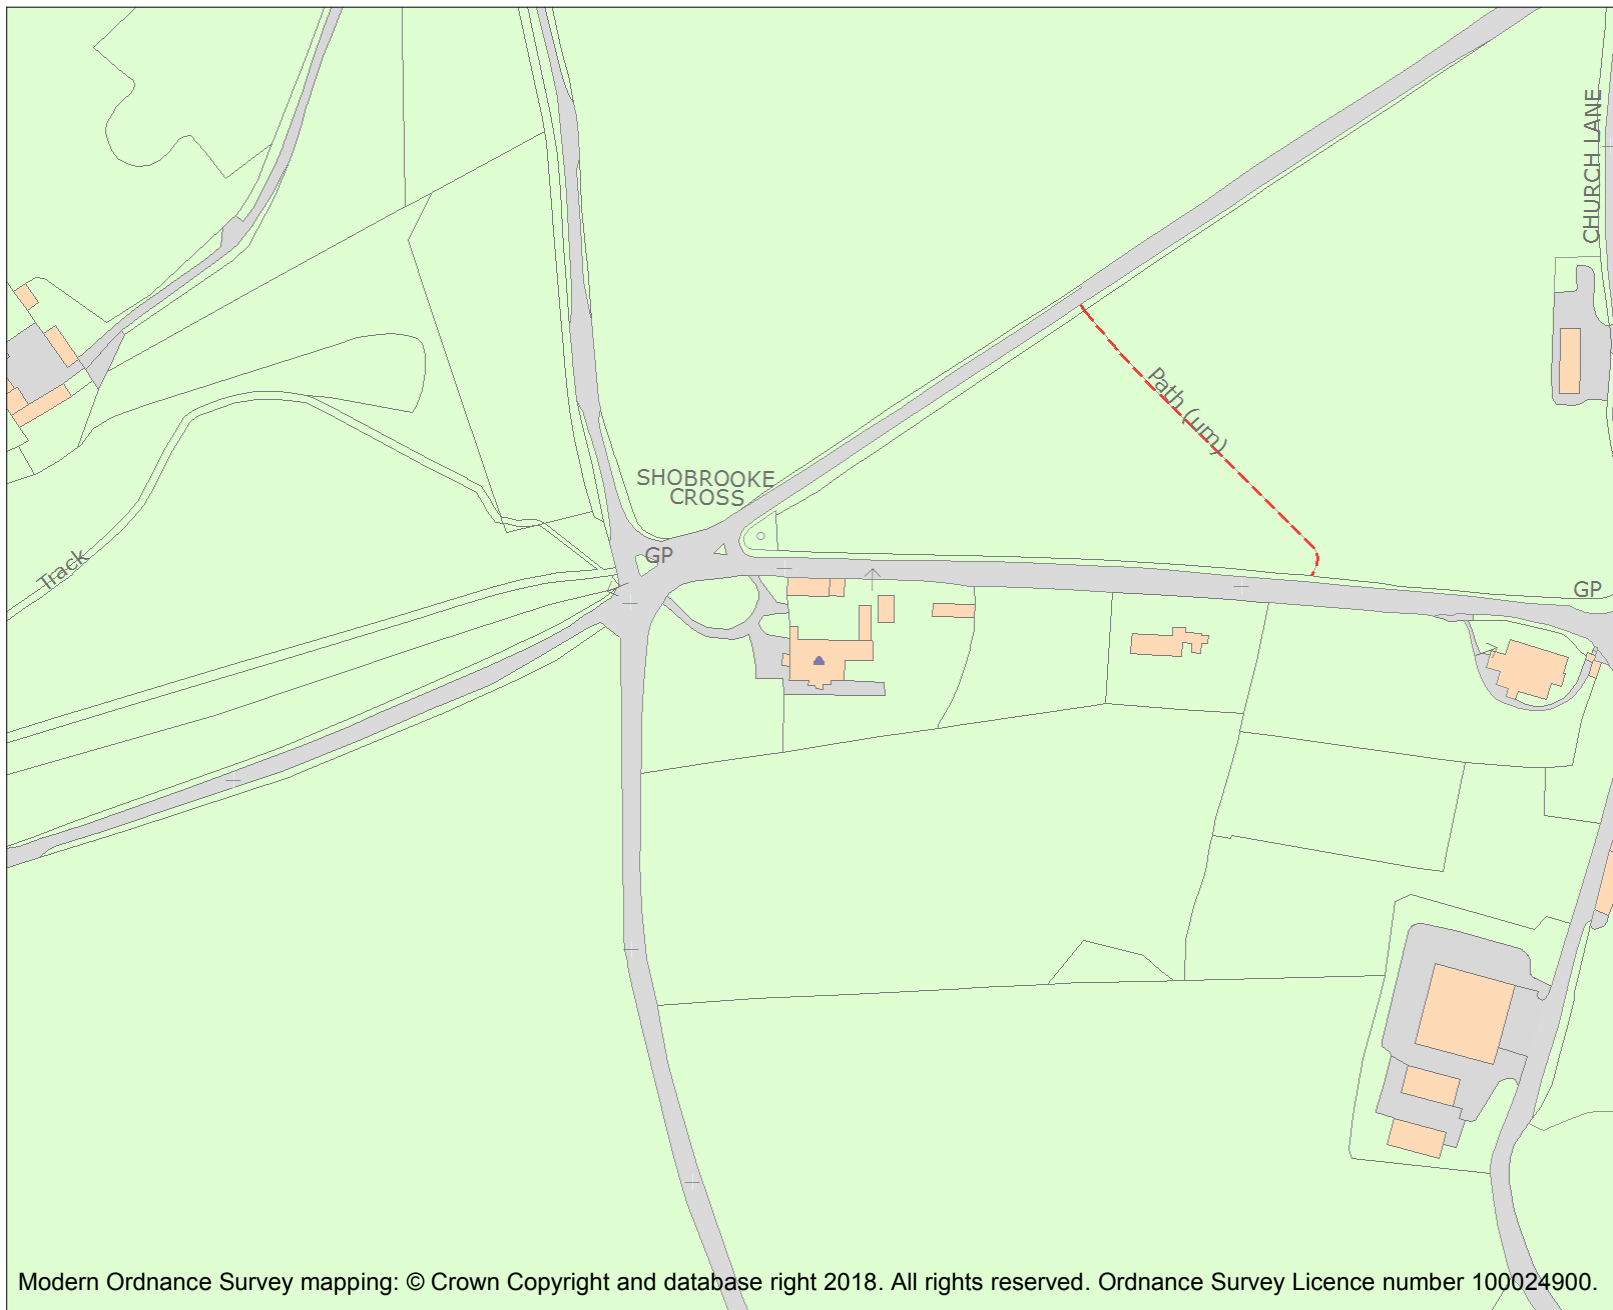 CHURCH LANE
Path (um)
SHOBROOKE
CROSS
GP
Track
GP
Modern Ordnance Survey mapping: © Crown Copyright and database right 2018. All rights reserved. Ordnance Survey Licence number 100024900.